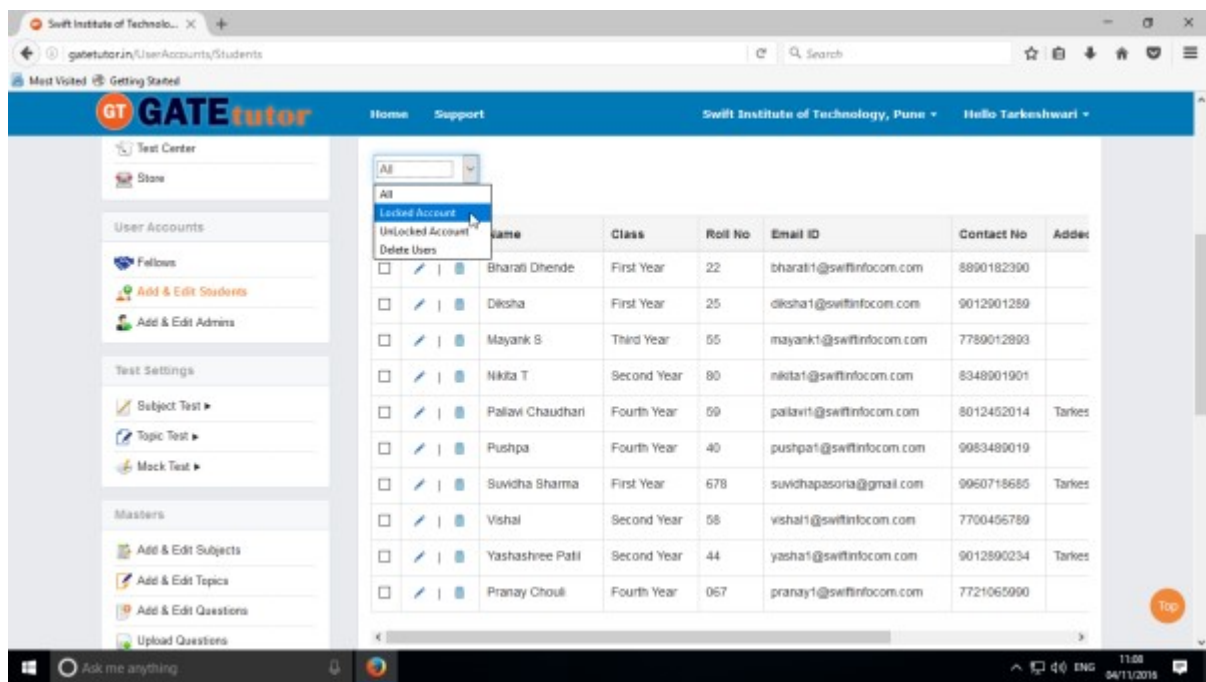 Swift Institute of Technolo...
gatetutor.in/UserAccounts/Students
Search
Most Visited Getting Started
GT GATEtutor Home Support Swift Institute of Technology, Pune Hello Tarkeshwari
Test Center
Store
User Accounts
Fellows
Add & Edit Students
Add & Edit Admins
Test Settings
Subject Test
Topic Test
Mock Test
Masters
Add & Edit Subjects
Add & Edit Topics
Add & Edit Questions
Upload Questions
All
All
Locked Account
UnLocked Account
Delete Users
Name Class Roll No Email ID Contact No Added
| Bharati Dhende First Year 22 bharati1@swiftinfocom.com 8890182390
| Diksha First Year 25 diksha1@swiftinfocom.com 9012901289
| Mayank S Third Year 55 mayank1@swiftinfocom.com 7789012893
| Nikita T Second Year 80 nikita1@swiftinfocom.com 8348901901
| Pallavi Chaudhari Fourth Year 59 pallavi1@swiftinfocom.com 8012452014 Tarkes
| Pushpa Fourth Year 40 pushpa1@swiftinfocom.com 9983489019
| Suvidha Sharma First Year 678 suvidhapasoria@gmail.com 9960718685 Tarkes
| Vishal Second Year 58 vishal1@swiftinfocom.com 7700456789
| Yashashree Patil Second Year 44 yasha1@swiftinfocom.com 9012890234 Tarkes
| Pranay Chouli Fourth Year 067 pranay1@swiftinfocom.com 7721065990
Top
Ask me anything
ENG 11:08
04/11/2016